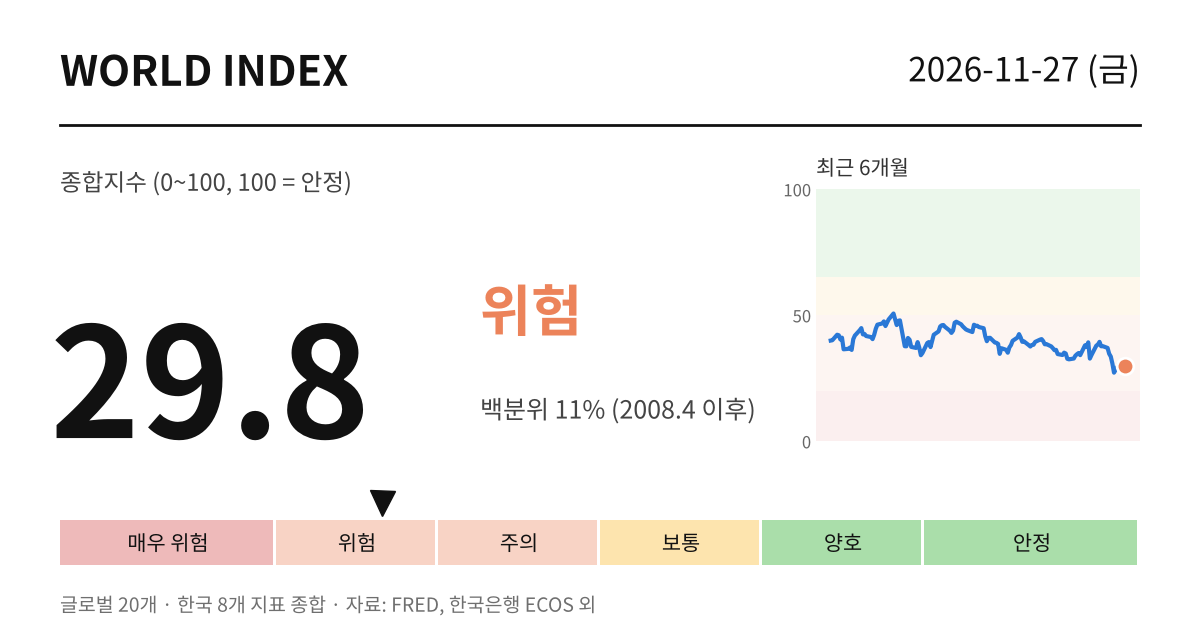 WORLD INDEX
2026-11-27 (금)
종합지수 (0~100, 100 = 안정)
최근 6개월
100
50
0
29.8
위험
백분위 11% (2008.4 이후)
매우 위험
위험
주의
보통
양호
안정
글로벌 20개 · 한국 8개 지표 종합 · 자료: FRED, 한국은행 ECOS 외